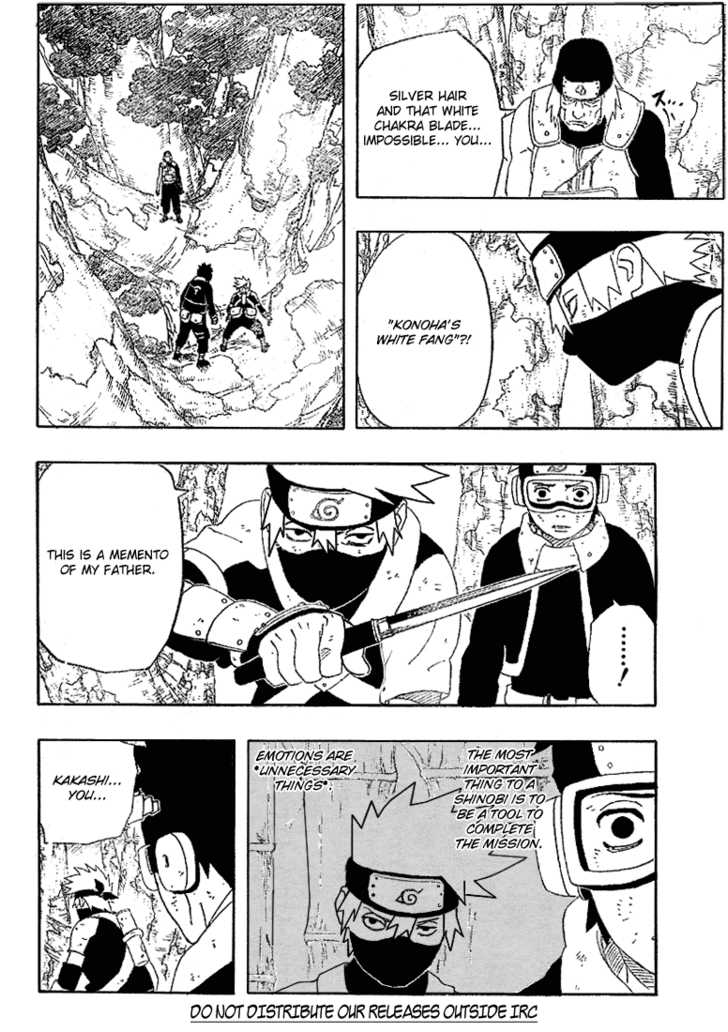 SILVER HAIR
AND THAT WHITE
CHAKRA BLADE...
IMPOSSIBLE... YOU...
ス...
"KONOHA'S
WHITE FANG"?!
THIS IS A MEMENTO
OF MY FATHER.
.......!
THE MOST
IMPORTANT
THING TO A
SHINOBI IS TO
BE A TOOL TO
COMPLETE
THE MISSION.
EMOTIONS ARE
"UNNECESSARY
THINGS".
KAKASHI...
YOU...
DO NOT DISTRIBUTE OUR RELEASES OUTSIDE IRC